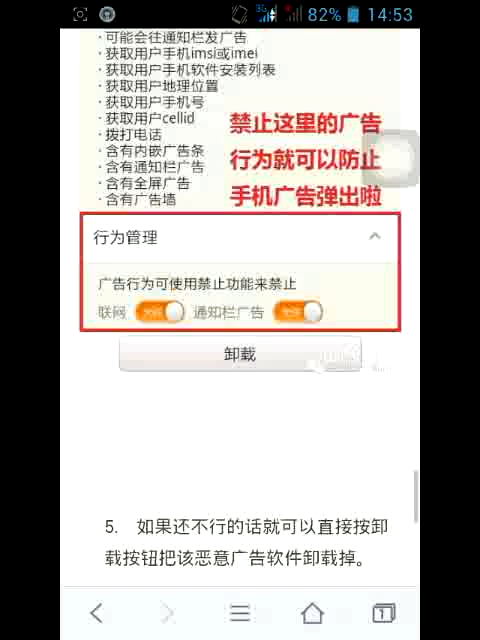 3G 82% 14:53
· 可能会往通知栏发广告
· 获取用户手机imsi或imei
· 获取用户手机软件安装列表
· 获取用户地理位置
· 获取用户手机号
· 获取用户cellid
· 拨打电话
· 含有内嵌广告条
· 含有通知栏广告
· 含有全屏广告
· 含有广告墙
禁止这里的广告
行为就可以防止
手机广告弹出啦
行为管理
广告行为可使用禁止功能来禁止
联网 通知栏广告
卸载
5. 如果还不行的话就可以直接按卸
载按钮把该恶意广告软件卸载掉。
1